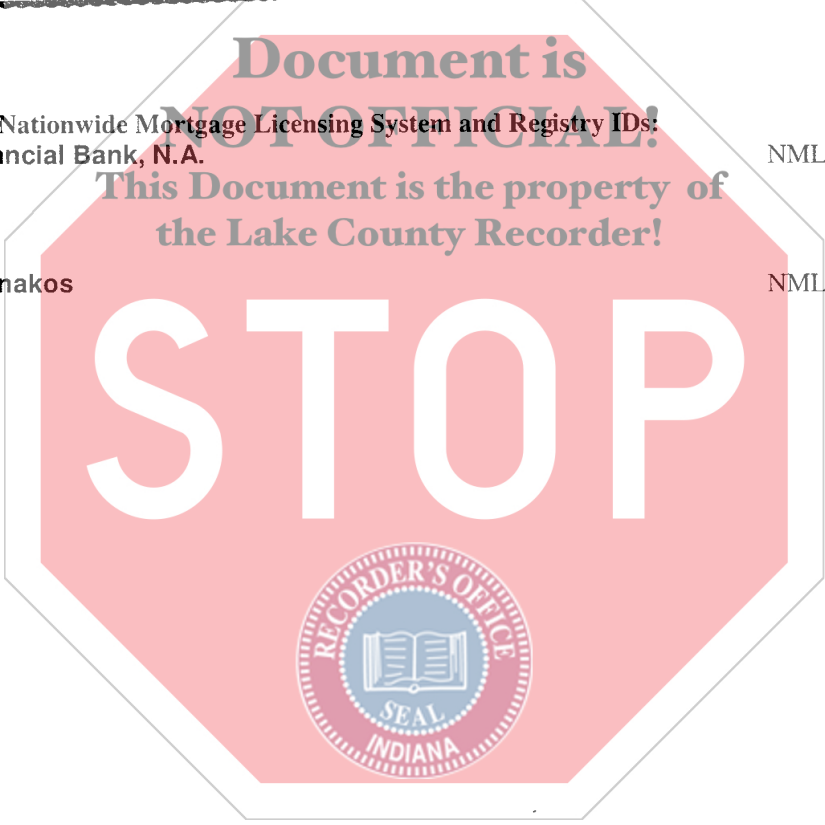 Document is
NOT OFFICIAL!
Nationwide Mortgage Licensing System and Registry IDs:
ncial Bank, N.A. NML
This Document is the property of
the Lake County Recorder!
nakos NML
STOP
RECORDER'S OFFICE
SEAL
INDIANA